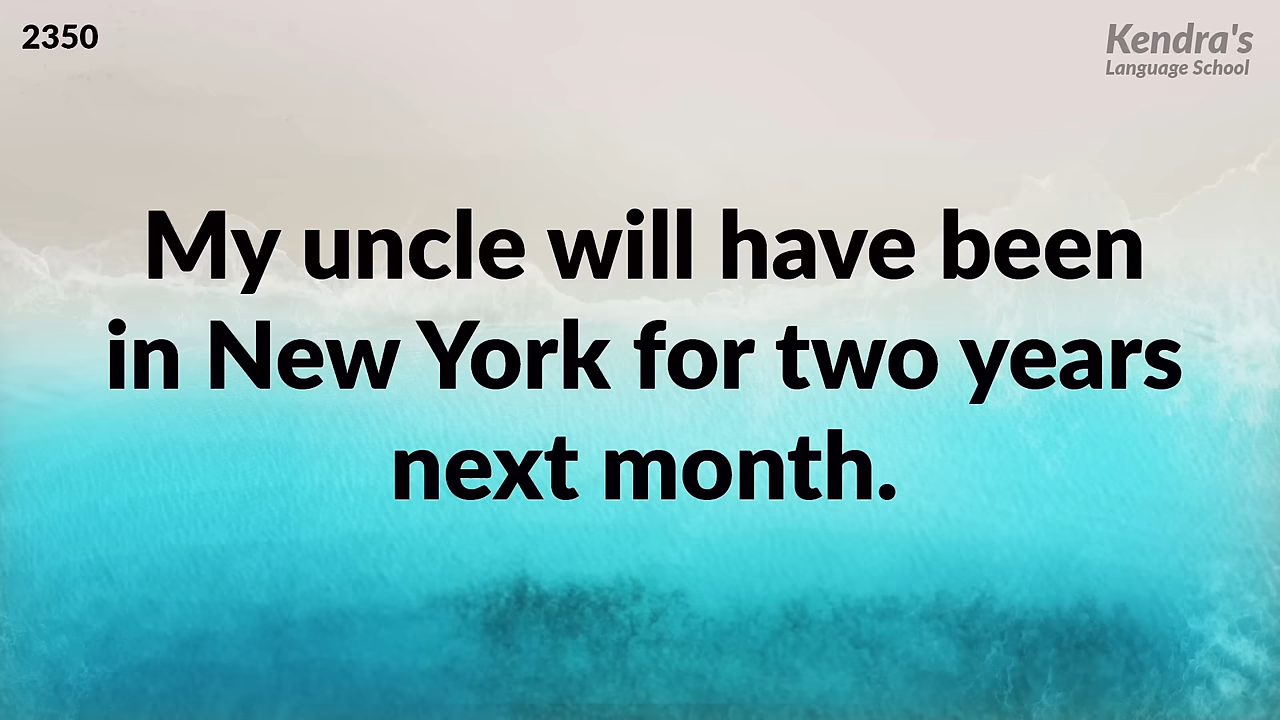 2350
Kendra's
Language School
My uncle will have been
in New York for two years
next month.